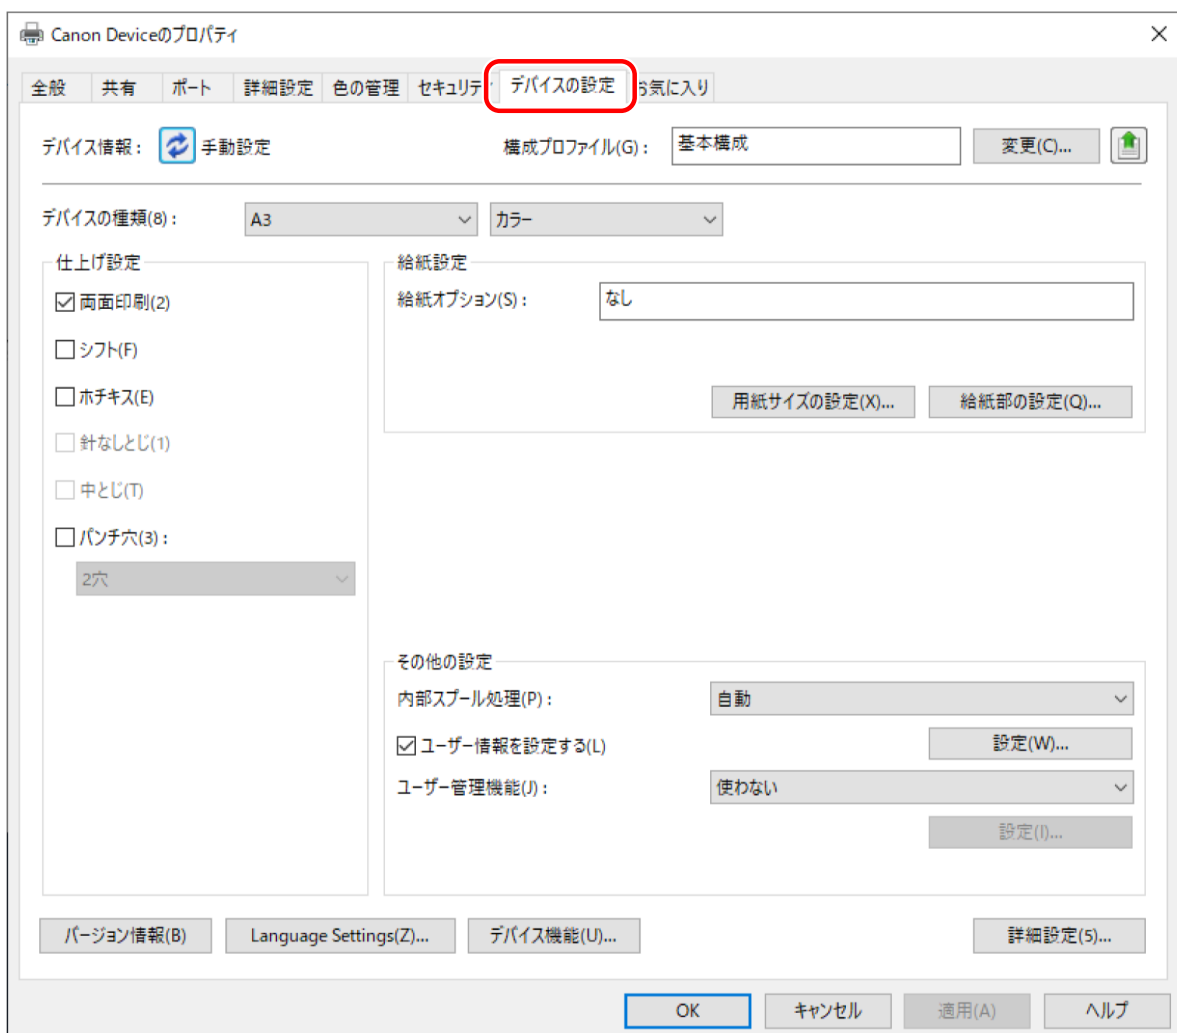 Canon Deviceのプロパティ
全般 共有 ポート 詳細設定 色の管理 セキュリティ デバイスの設定 お気に入り
デバイス情報： 手動設定 構成プロファイル(G)： 基本構成 変更(C)...
デバイスの種類(8)： A3 カラー
仕上げ設定
両面印刷(2)
シフト(F)
ホチキス(E)
針なしとじ(1)
中とじ(T)
パンチ穴(3)：
2穴
給紙設定
給紙オプション(S)： なし
用紙サイズの設定(X)... 給紙部の設定(Q)...
その他の設定
内部スプール処理(P)： 自動
ユーザー情報を設定する(L) 設定(W)...
ユーザー管理機能(J)： 使わない
設定(I)...
バージョン情報(B) Language Settings(Z)... デバイス機能(U)... 詳細設定(5)...
OK キャンセル 適用(A) ヘルプ